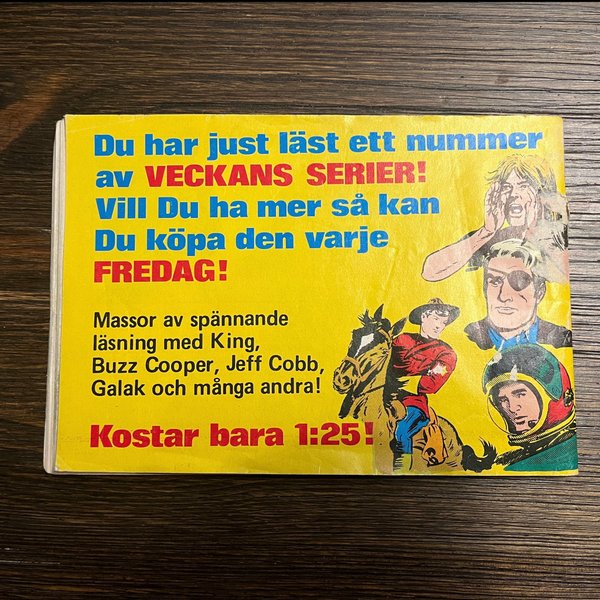 Du har just läst ett nummer
av VECKANS SERIER!
Vill Du ha mer så kan
Du köpa den varje
FREDAG!
Massor av spännande
läsning med King,
Buzz Cooper, Jeff Cobb,
Galak och många andra!
Kostar bara 1:25!